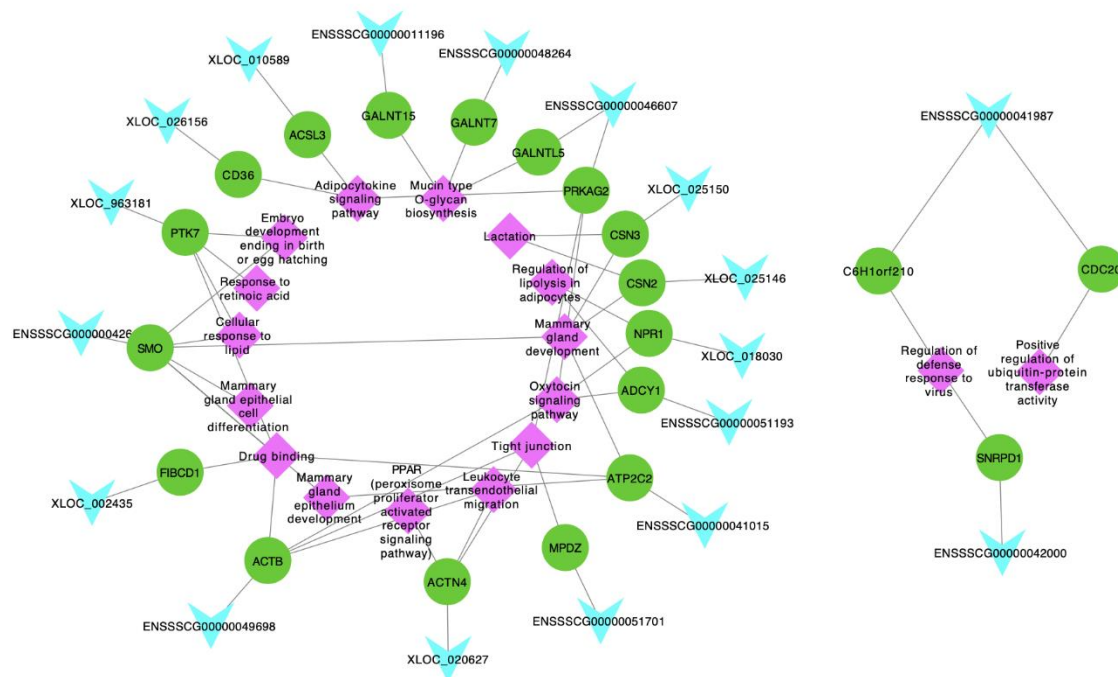 ENSSSCG00000011196
ENSSSCG00000048264
XLOC_010589
ENSSSCG00000046607
XLOC_026156
GALNT15
GALNT7
ACSL3
GALNTL5
CD36
PRKAG2
Adipocytokine
signaling
pathway
Mucin type
O-glycan
biosynthesis
XLOC_025150
XLOC_963181
PTK7
Embryo
development
ending in birth
or egg hatching
Lactation
CSN3
Regulation of
lipolysis in
adipocytes
CSN2
XLOC_025146
Response to
retinoic acid
ENSSSCG000000426
SMO
Cellular
response to
lipid
Mammary
gland
development
NPR1
XLOC_018030
Mammary
gland epithelial
cell
differentiation
Oxytocin
signaling
pathway
ADCY1
ENSSSCG00000051193
FIBCD1
Drug binding
Tight junction
XLOC_002435
Mammary
gland
epithelium
development
PPAR
(peroxisome
proliferator
activated
receptor
signaling
pathway)
Leukocyte
transendothelial
migration
ATP2C2
ENSSSCG00000041015
ACTB
ACTN4
MPDZ
ENSSSCG00000049698
ENSSSCG00000051701
XLOC_020627
ENSSSCG00000041987
C6H1orf210
CDC20
Regulation of
defense
response to
virus
Positive
regulation of
ubiquitin-protein
transferase
activity
SNRPD1
ENSSSCG00000042000